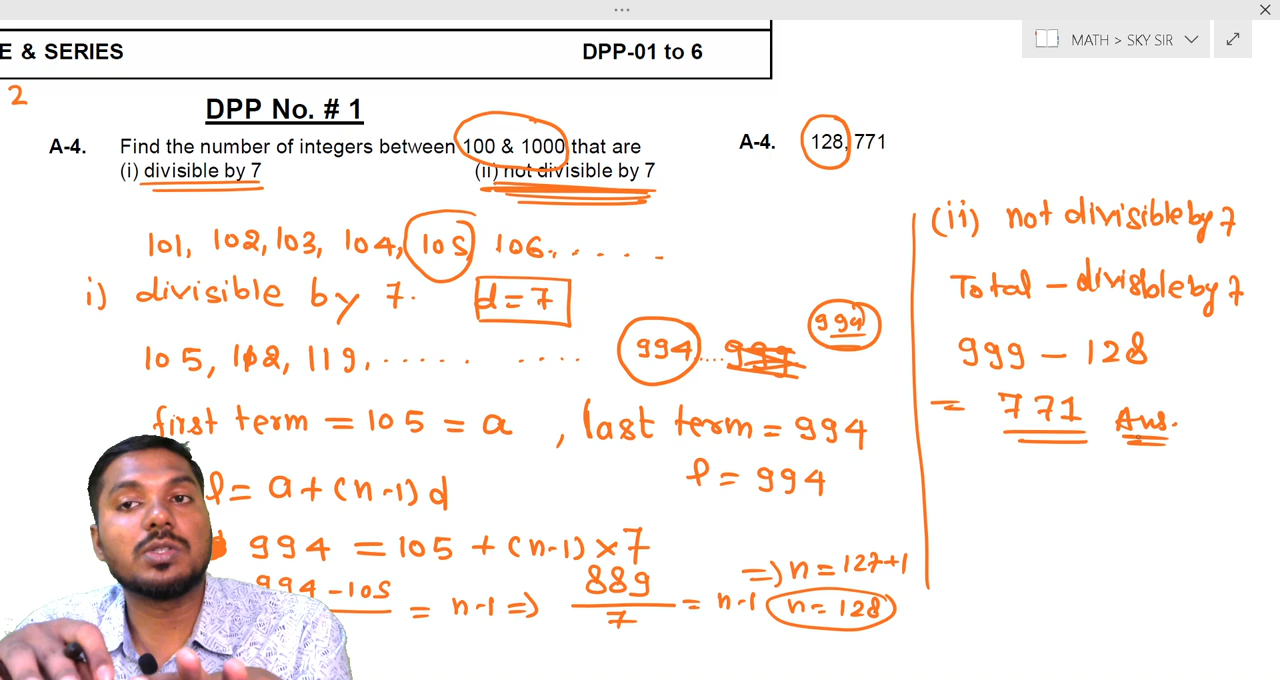 MATH > SKY SIR
E & SERIES DPP-01 to 6
2
DPP No. # 1
A-4. Find the number of integers between 100 & 1000 that are
(i) divisible by 7 (ii) not divisible by 7
A-4. 128, 771
101, 102, 103, 104, 105, 106. . . . . .
i) divisible by 7. d = 7
994
105, 112, 119, . . . . . . . . . . 994 .... 999
first term = 105 = a , last term = 994
l = a + (n-1) d l = 994
994 = 105 + (n-1) × 7
994 - 105 = n-1 => 889/7 = n-1
=> n = 127+1
n = 128
(ii) not divisible by 7
Total - divisible by 7
999 - 128
= 771 Ans.